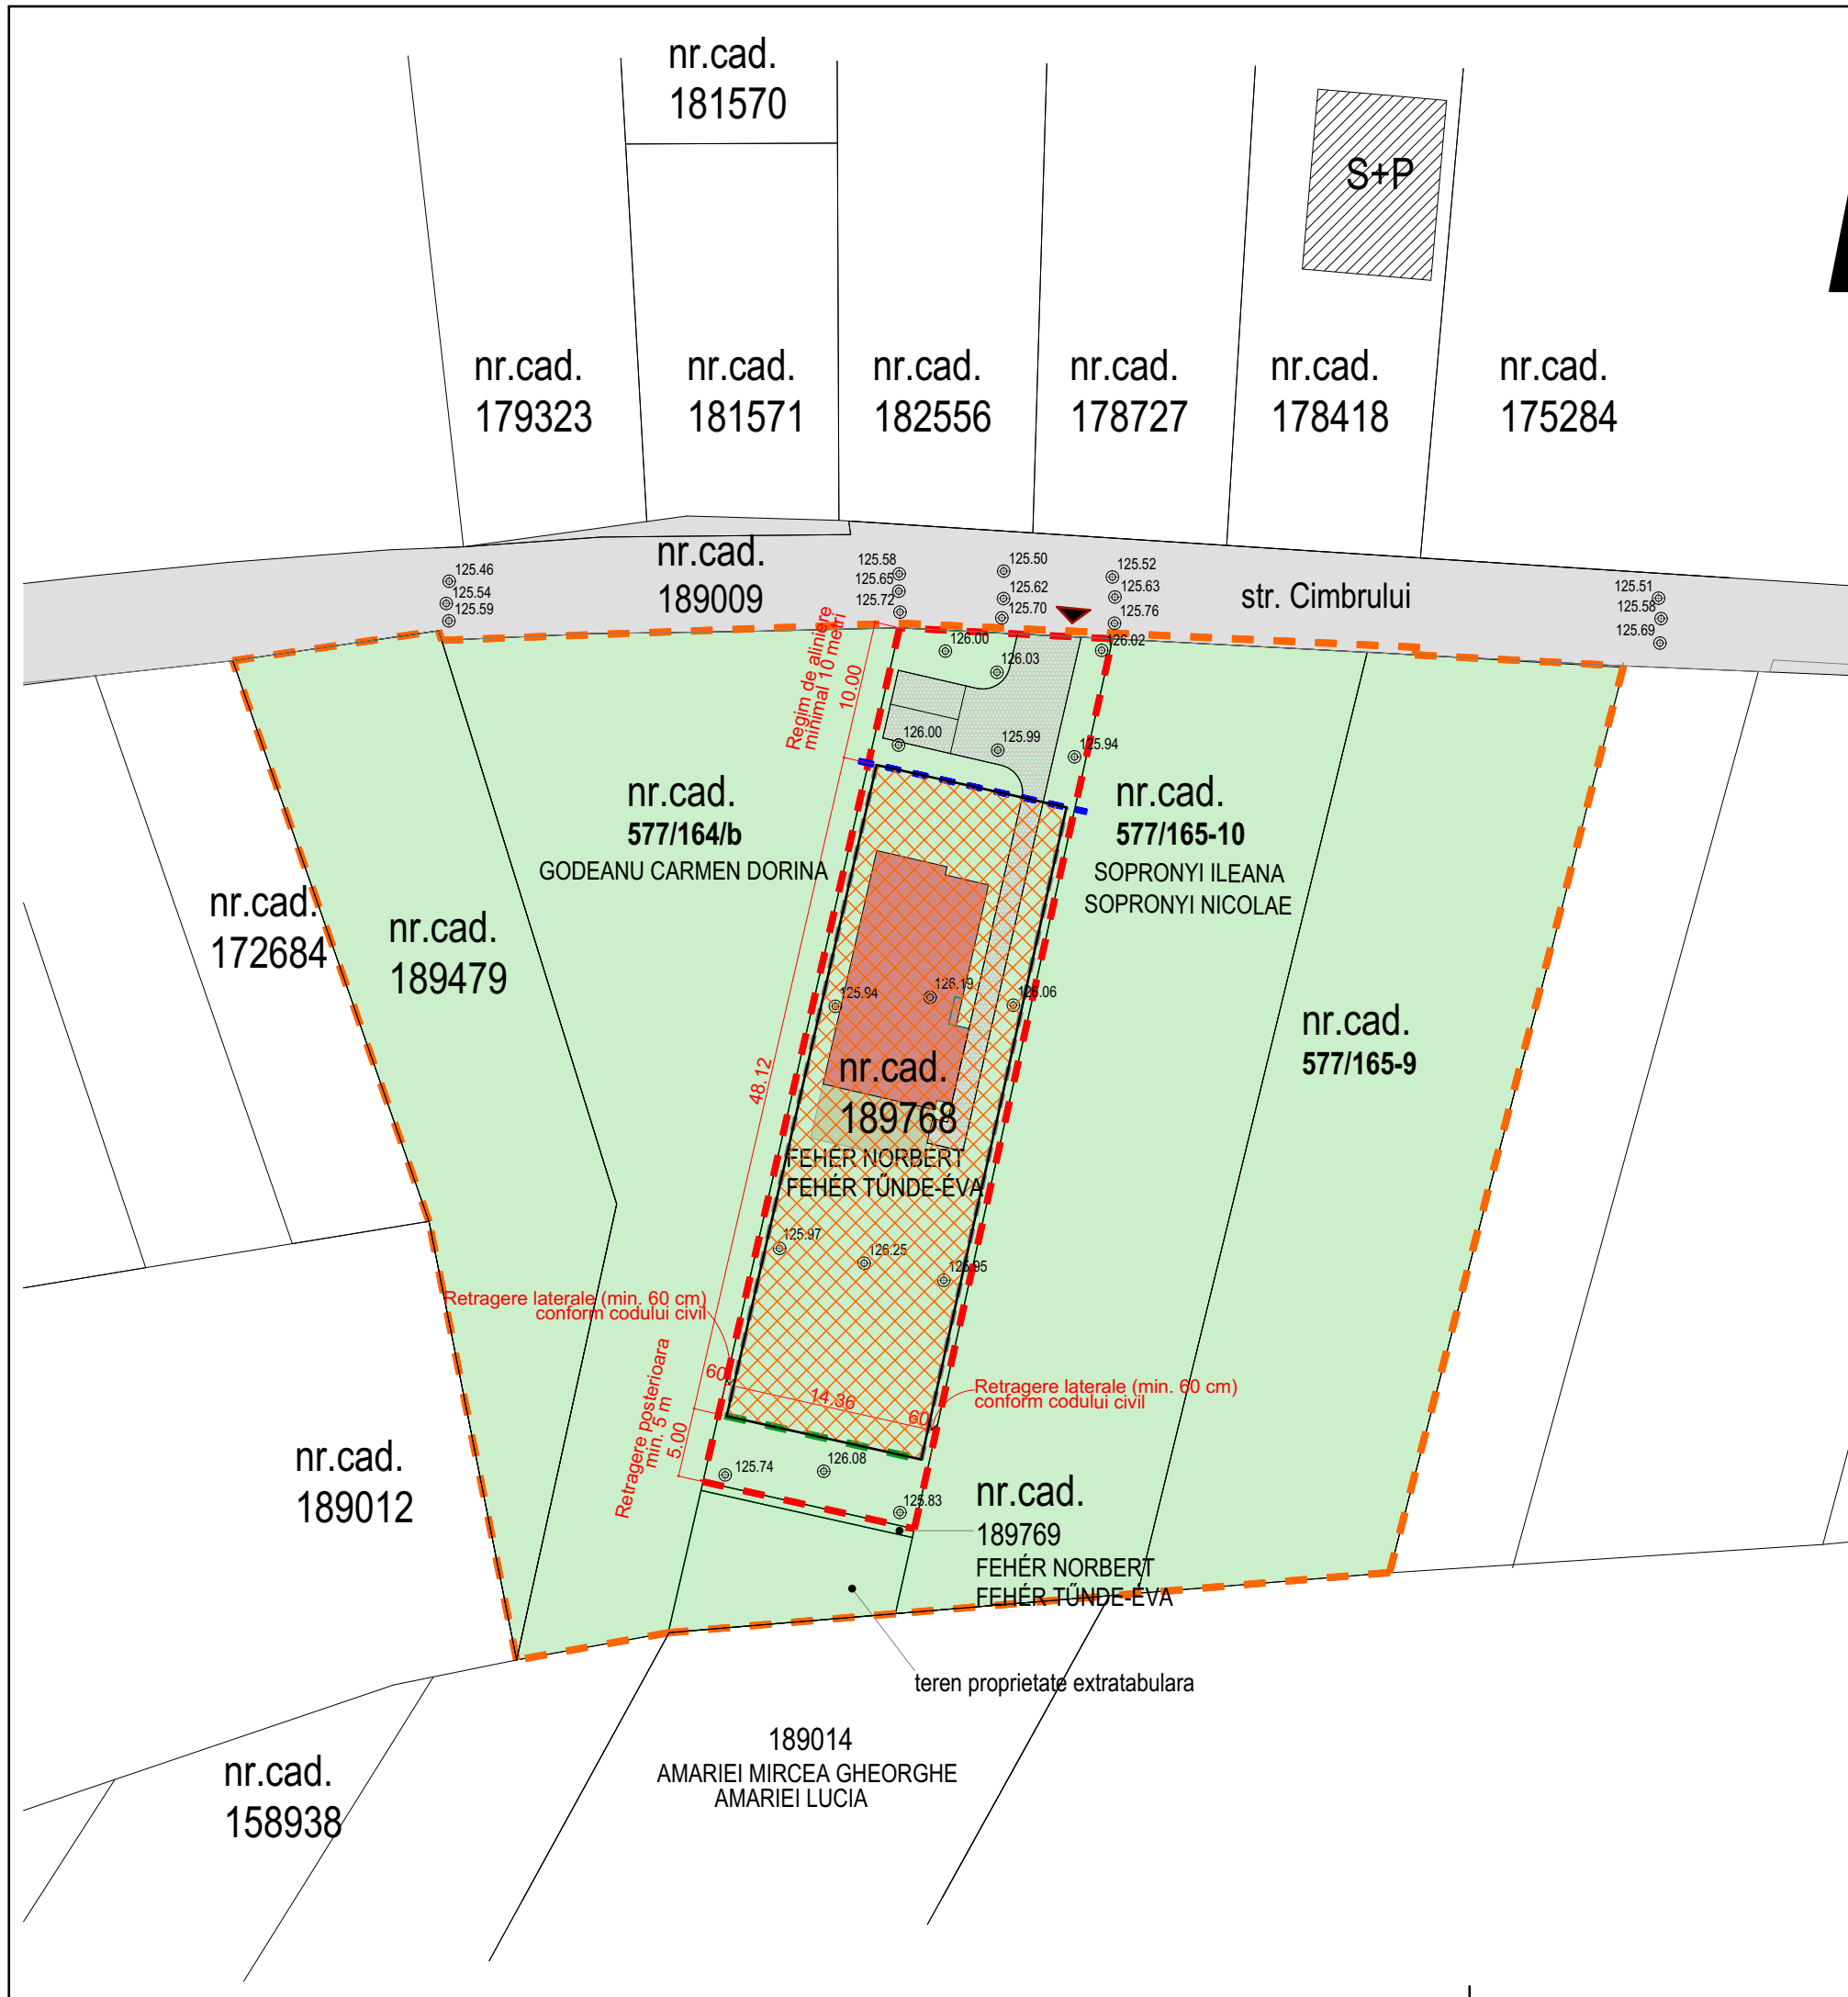 nr.cad.
181570
S+P
nr.cad.
179323
nr.cad.
181571
nr.cad.
182556
nr.cad.
178727
nr.cad.
178418
nr.cad.
175284
nr.cad.
189009
str. Cimbrului
125.46
125.54
125.59
125.58
125.65
125.72
125.50
125.62
125.70
125.52
125.63
125.76
125.51
125.58
125.69
126.00
126.03
126.02
126.00
125.99
125.94
Regim de aliniere
minimal 10 metri
10.00
nr.cad.
577/164/b
GODEANU CARMEN DORINA
nr.cad.
577/165-10
SOPRONYI ILEANA
SOPRONYI NICOLAE
nr.cad.
172684
nr.cad.
189479
125.94
126.19
126.06
nr.cad.
577/165-9
48.12
nr.cad.
189768
FEHÉR NORBERT
FEHÉR TŰNDE-ÉVA
125.97
126.25
125.95
Retragere laterale (min. 60 cm)
conform codului civil
60
14.36
60
Retragere laterale (min. 60 cm)
conform codului civil
Retragere posterioara
min. 5 m
5.00
125.74
126.08
125.83
nr.cad.
189012
nr.cad.
189769
FEHÉR NORBERT
FEHÉR TŰNDE-ÉVA
teren proprietate extratabulara
189014
AMARIEI MIRCEA GHEORGHE
AMARIEI LUCIA
nr.cad.
158938